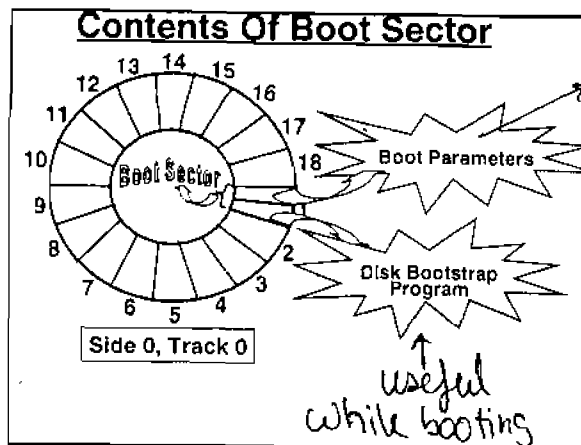 Contents Of Boot Sector
14
13
15
12
16
11
17
10
18
Boot Sector
Boot Parameters
9
2
8
3
7
4
6
5
Disk Bootstrap
Program
Side 0, Track 0
useful
while booting